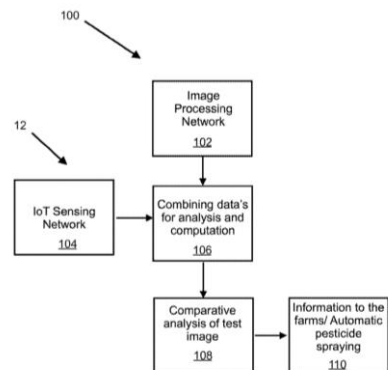 100
Image
Processing
Network
102
12
IoT Sensing
Network
104
Combining data's
for analysis and
computation
106
Comparative
analysis of test
image
108
Information to the
farms/ Automatic
pesticide
spraying
110